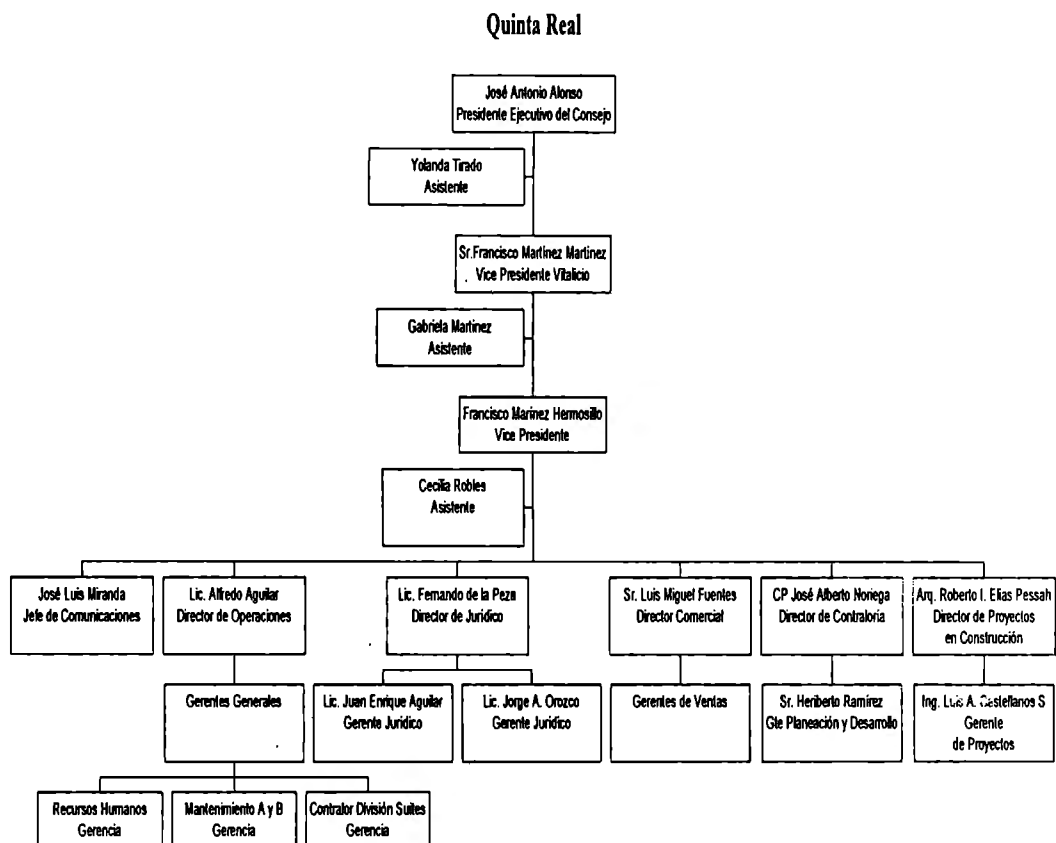 Quinta Real
José Antonio Alonso
Presidente Ejecutivo del Consejo
Yolanda Tirado
Asistente
Sr.Francisco Martínez Martinez
Vice Presidente Vitalicio
Gabriela Martinez
Asistente
Francisco Marínez Hermosillo
Vice Presidente
Cecilia Robles
Asistente
José Luis Miranda
Jefe de Comunicaciones
Lic. Alfredo Aguilar
Director de Operaciones
Lic. Fernando de la Peza
Director de Jurídico
Sr. Luis Miguel Fuentes
Director Comercial
CP José Alberto Noriega
Director de Contraloría
Arq. Roberto I. Elias Pessah
Director de Proyectos
en Construcción
Gerentes Generales
Lic. Juan Enrique Aguilar
Gerente Jurídico
Lic. Jorge A. Orozco
Gerente Jurídico
Gerentes de Ventas
Sr. Heriberto Ramírez
Gte Planeación y Desarrollo
Ing. Luis A. Castellanos S
Gerente
de Proyectos
Recursos Humanos
Gerencia
Mantenimiento A y B
Gerencia
Contralor División Suites
Gerencia